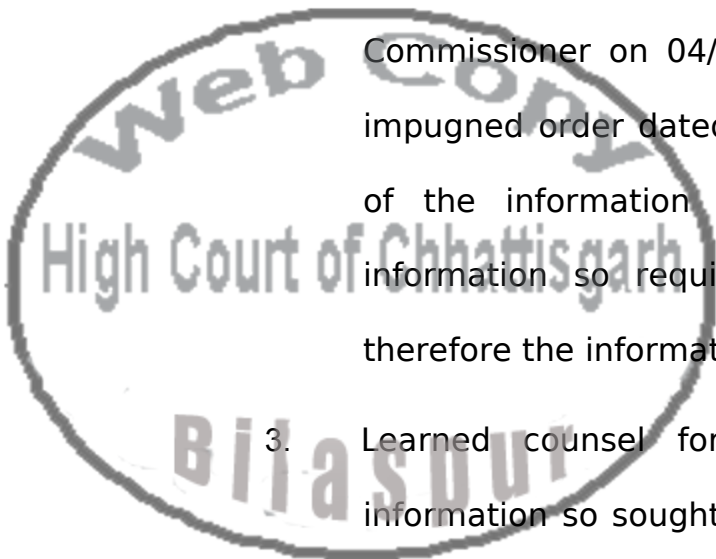 Commissioner on 04/
impugned order dated
of the information
information so requi
therefore the informat
3. Learned counsel for
information so sought
Web Copy
High Court of Chhattisgarh
Bilaspur